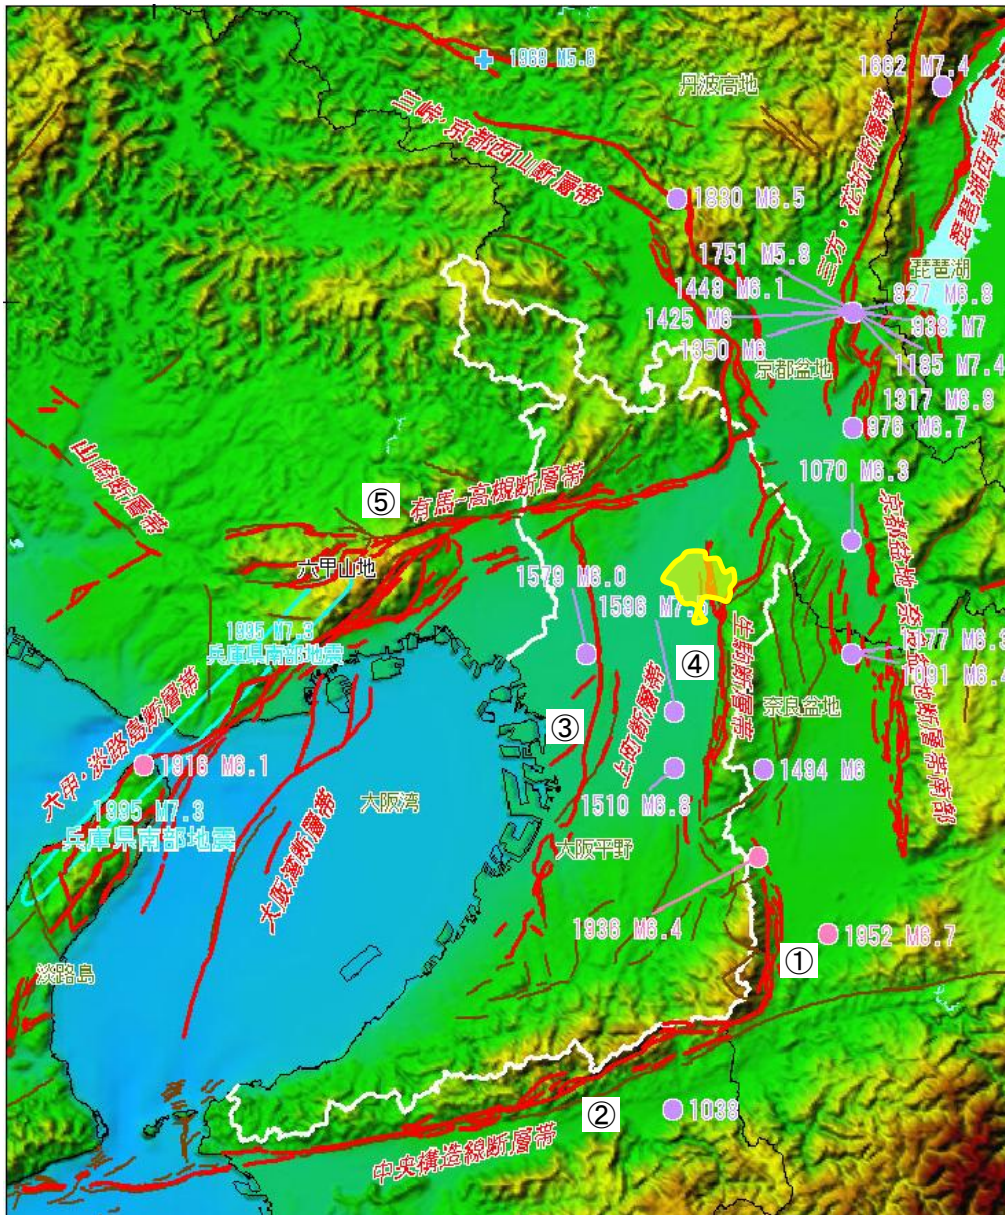 1968 M5.6
丹波高地
1662 M7.4
三峠・京都西山断層帯
琵琶湖西岸断層帯
三方・花折断層帯
1830 M6.5
1751 M5.8
琵琶湖
827 M6.8
1449 M6.1
938 M7
1425 M6
1185 M7.4
1350 M6
京都盆地
1317 M6.8
976 M6.7
山崎断層帯
1070 M6.3
⑤
有馬-高槻断層帯
京都盆地-奈良盆地断層帯南部
六甲山地
1579 M6.0
1596 M7.5
1995 M7.3
兵庫県南部地震
④
生駒断層帯
1177 M6.3
1091 M6.4
六甲・淡路島断層帯
奈良盆地
③
上町断層帯
1916 M6.1
1494 M6
1995 M7.3
兵庫県南部地震
大阪湾
1510 M6.8
大阪湾断層帯
大阪平野
1936 M6.4
1952 M6.7
①
淡路島
②
1038
中央構造線断層帯